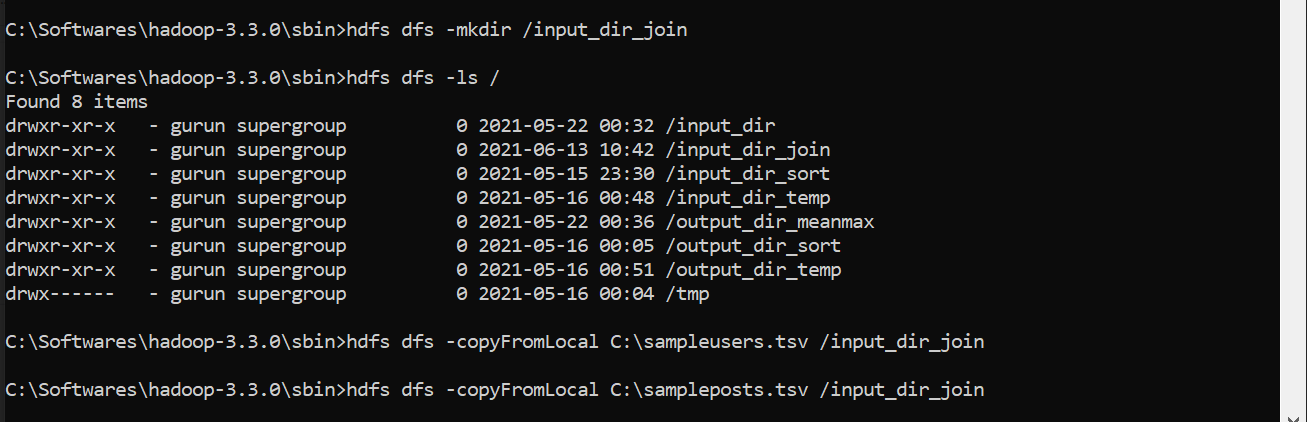 C:\Softwares\hadoop-3.3.0\sbin>hdfs dfs -mkdir /input_dir_join
C:\Softwares\hadoop-3.3.0\sbin>hdfs dfs -ls /
Found 8 items
drwxr-xr-x   - gurun supergroup          0 2021-05-22 00:32 /input_dir
drwxr-xr-x   - gurun supergroup          0 2021-06-13 10:42 /input_dir_join
drwxr-xr-x   - gurun supergroup          0 2021-05-15 23:30 /input_dir_sort
drwxr-xr-x   - gurun supergroup          0 2021-05-16 00:48 /input_dir_temp
drwxr-xr-x   - gurun supergroup          0 2021-05-22 00:36 /output_dir_meanmax
drwxr-xr-x   - gurun supergroup          0 2021-05-16 00:05 /output_dir_sort
drwxr-xr-x   - gurun supergroup          0 2021-05-16 00:51 /output_dir_temp
drwx------   - gurun supergroup          0 2021-05-16 00:04 /tmp
C:\Softwares\hadoop-3.3.0\sbin>hdfs dfs -copyFromLocal C:\sampleusers.tsv /input_dir_join
C:\Softwares\hadoop-3.3.0\sbin>hdfs dfs -copyFromLocal C:\sampleposts.tsv /input_dir_join